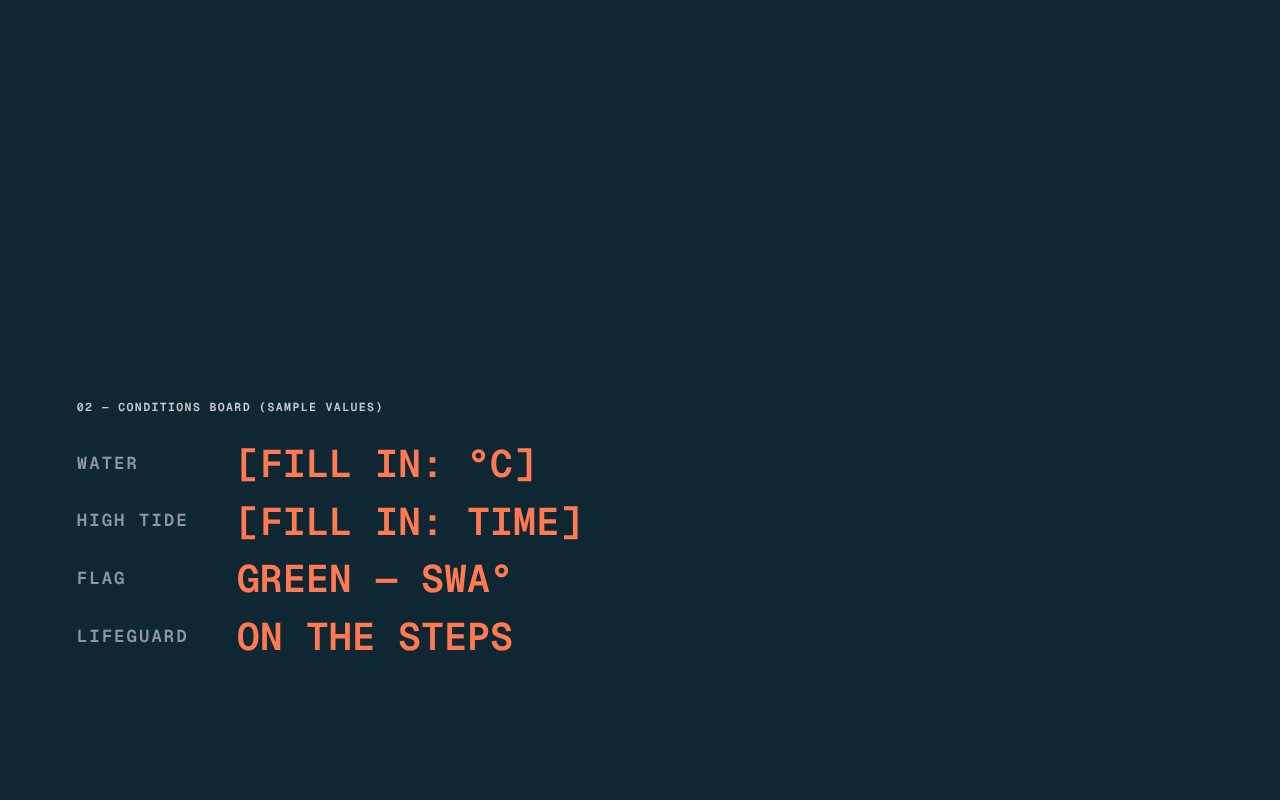 02 — CONDITIONS BOARD (SAMPLE VALUES)
WATER [FILL IN: °C]
HIGH TIDE [FILL IN: TIME]
FLAG GREEN — SWA°
LIFEGUARD ON THE STEPS